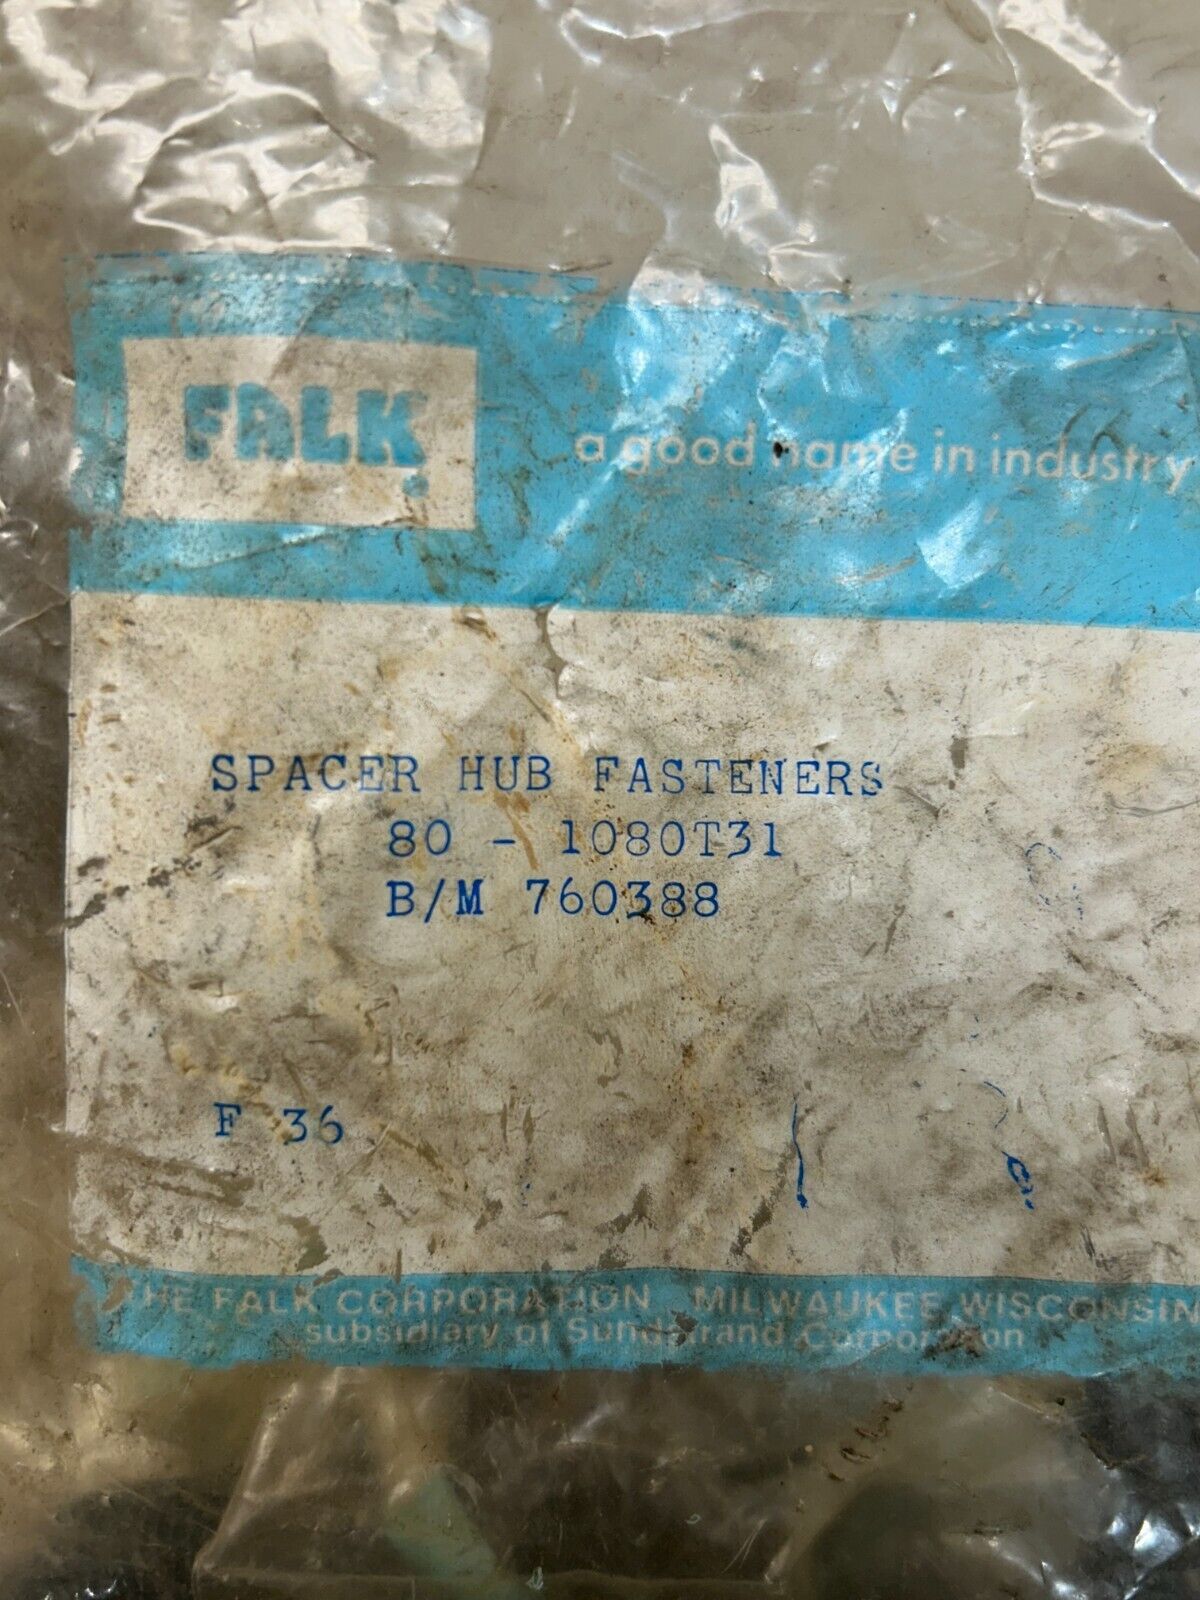 FALK
a good name in industry
SPACER HUB FASTENERS
80 - 1080T31
B/M 760388
F 36
THE FALK CORPORATION MILWAUKEE, WISCONSIN
subsidiary of Sundstrand Corporation